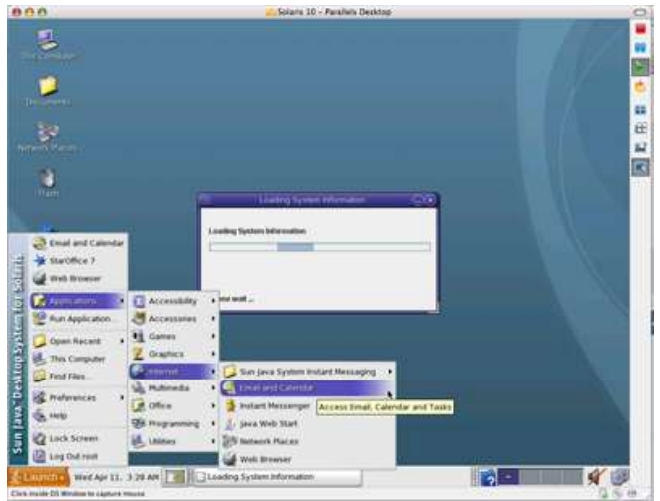 Solaris 10 - Parallels Desktop
This Computer
Documents
Network Places
Trash
Loading System Information
Loading System Information
wait ...
Sun Java™ Desktop System for Solaris
Email and Calendar
StarOffice 7
Web Browser
Applications
Run Application...
Open Recent
This Computer
Find Files...
Preferences
Help
Lock Screen
Log Out root
Accessibility
Accessories
Games
Graphics
Internet
Multimedia
Office
Programming
Utilities
Sun Java System Instant Messaging
Email and Calendar
Instant Messenger
Java Web Start
Network Places
Web Browser
Access Email, Calendar and Tasks
Launch
Wed Apr 11, 3:28 AM
Loading System Information
Click inside OS Window to capture mouse